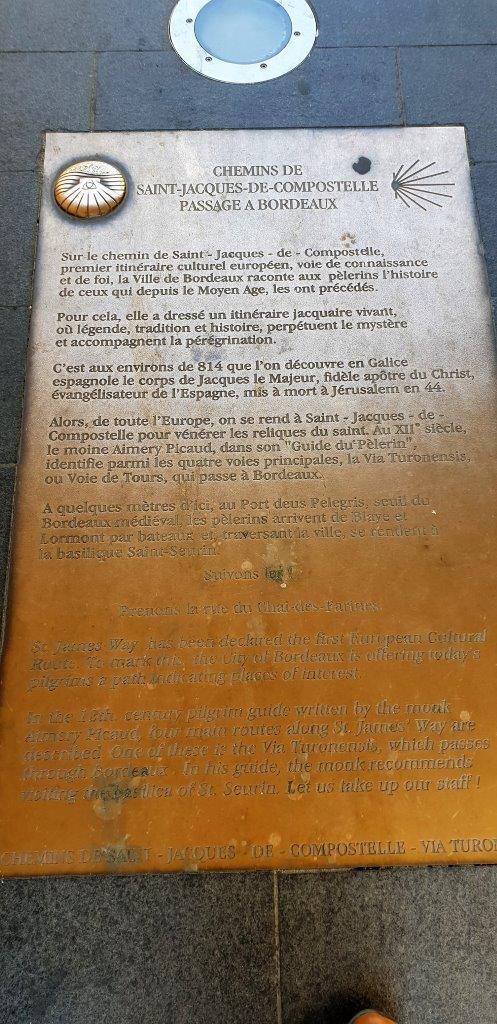 CHEMINS DE
SAINT-JACQUES-DE-COMPOSTELLE
PASSAGE A BORDEAUX
Sur le chemin de Saint - Jacques - de - Compostelle,
premier itinéraire culturel européen, voie de connaissance
et de foi, la Ville de Bordeaux raconte aux pèlerins l'histoire
de ceux qui depuis le Moyen Age, les ont précédés.
Pour cela, elle a dressé un itinéraire jacquaire vivant,
où légende, tradition et histoire, perpétuent le mystère
et accompagnent la pérégrination.
C'est aux environs de 814 que l'on découvre en Galice
espagnole le corps de Jacques le Majeur, fidèle apôtre du Christ,
évangélisateur de l'Espagne, mis à mort à Jérusalem en 44.
Alors, de toute l'Europe, on se rend à Saint - Jacques - de -
Compostelle pour vénérer les reliques du saint. Au XII° siècle,
le moine Aimery Picaud, dans son "Guide du Pèlerin",
identifie parmi les quatre voies principales, la Via Turonensis,
ou Voie de Tours, qui passe à Bordeaux.
A quelques mètres d'ici, au Port deus Pelegris, seuil du
Bordeaux médiéval, les pèlerins arrivent de Blaye et
Lormont par bateaux et, traversant la ville, se rendent à
la basilique Saint-Seurin.
Suivons les !
Prenons la rue du Chai-des-Farines
St. James Way has been declared the first European Cultural
Route. To mark this, the City of Bordeaux is offering today's
pilgrims a path indicating places of interest.
In the 12th. century pilgrim guide written by the monk
Aimery Picaud, four main routes along St. James' Way are
described. One of these is the Via Turonensis, which passes
through Bordeaux. In his guide, the monk recommends
visiting the basilica of St. Seurin. Let us take up our staff !
CHEMINS DE SAINT - JACQUES - DE - COMPOSTELLE - VIA TURON